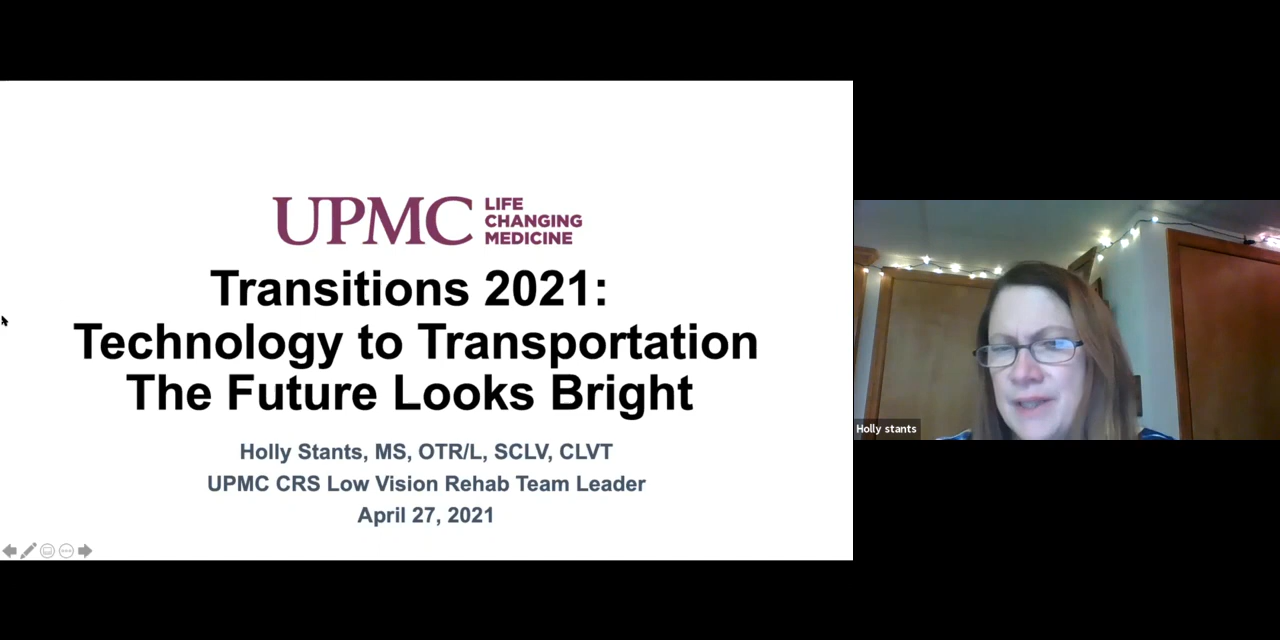 UPMC LIFE CHANGING MEDICINE
Transitions 2021:
Technology to Transportation
The Future Looks Bright
Holly Stants, MS, OTR/L, SCLV, CLVT
UPMC CRS Low Vision Rehab Team Leader
April 27, 2021
Holly stants